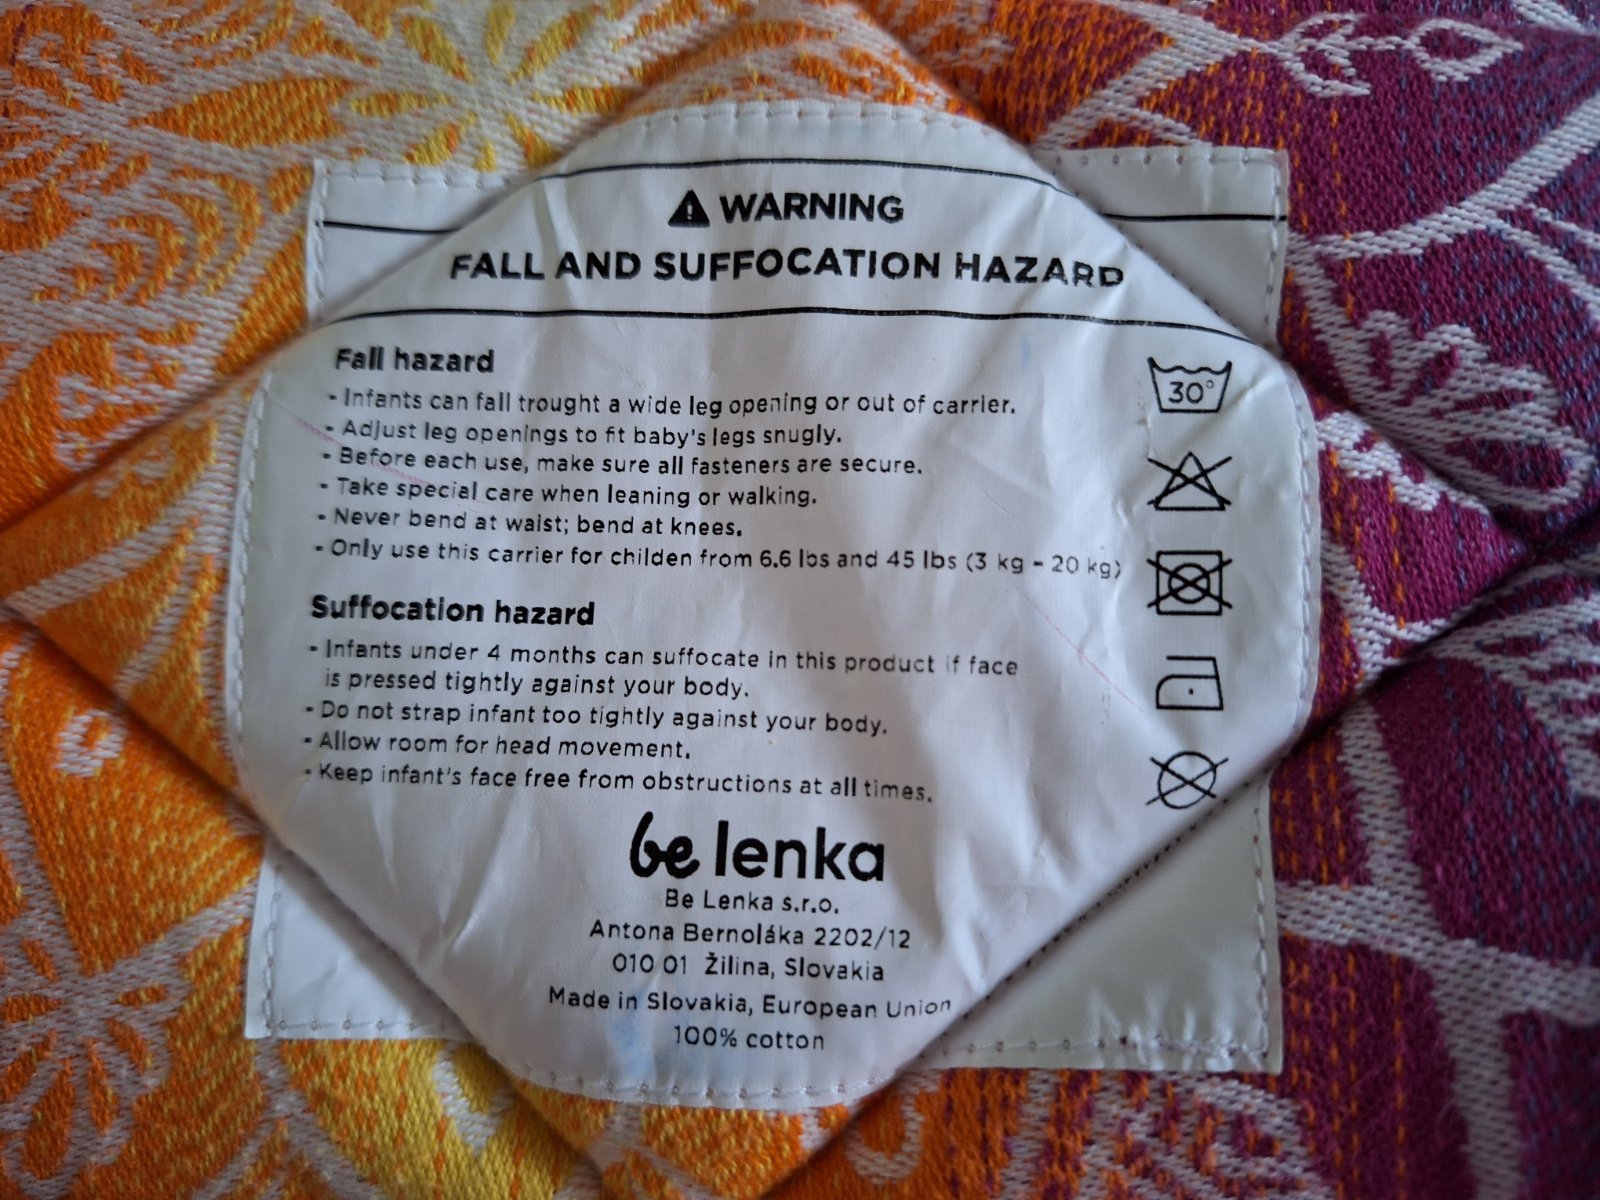 WARNING
FALL AND SUFFOCATION HAZARD
Fall hazard
- Infants can fall trought a wide leg opening or out of carrier.
- Adjust leg openings to fit baby's legs snugly.
- Before each use, make sure all fasteners are secure.
- Take special care when leaning or walking.
- Never bend at waist; bend at knees.
- Only use this carrier for childen from 6.6 lbs and 45 lbs (3 kg - 20 kg)
30°
Suffocation hazard
- Infants under 4 months can suffocate in this product if face
is pressed tightly against your body.
- Do not strap infant too tightly against your body.
- Allow room for head movement.
- Keep infant's face free from obstructions at all times.
be lenka
Be Lenka s.r.o.
Antona Bernoláka 2202/12
010 01 Žilina, Slovakia
Made in Slovakia, European Union
100% cotton